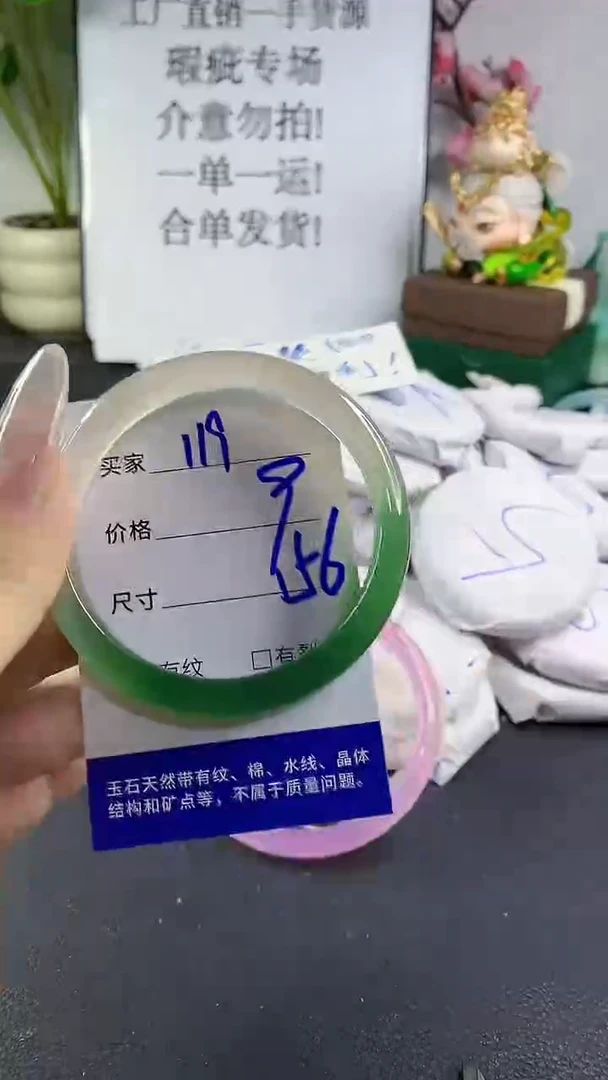 工厂直销一手货源
瑕疵专场
介意勿拍!
一单一运!
合单发货!
买家 119
价格 9
尺寸 56
有纹 □有裂
玉石天然带有纹、棉、水线、晶体
结构和矿点等，不属于质量问题。